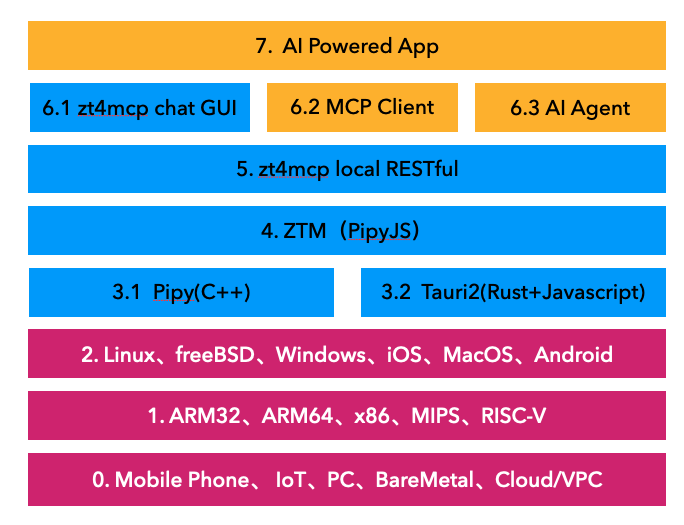 7. AI Powered App
6.1 zt4mcp chat GUI
6.2 MCP Client
6.3 AI Agent
5. zt4mcp local RESTful
4. ZTM（PipyJS）
3.1 Pipy(C++)
3.2 Tauri2(Rust+Javascript)
2. Linux、freeBSD、Windows、iOS、MacOS、Android
1. ARM32、ARM64、x86、MIPS、RISC-V
0. Mobile Phone、 IoT、PC、BareMetal、Cloud/VPC